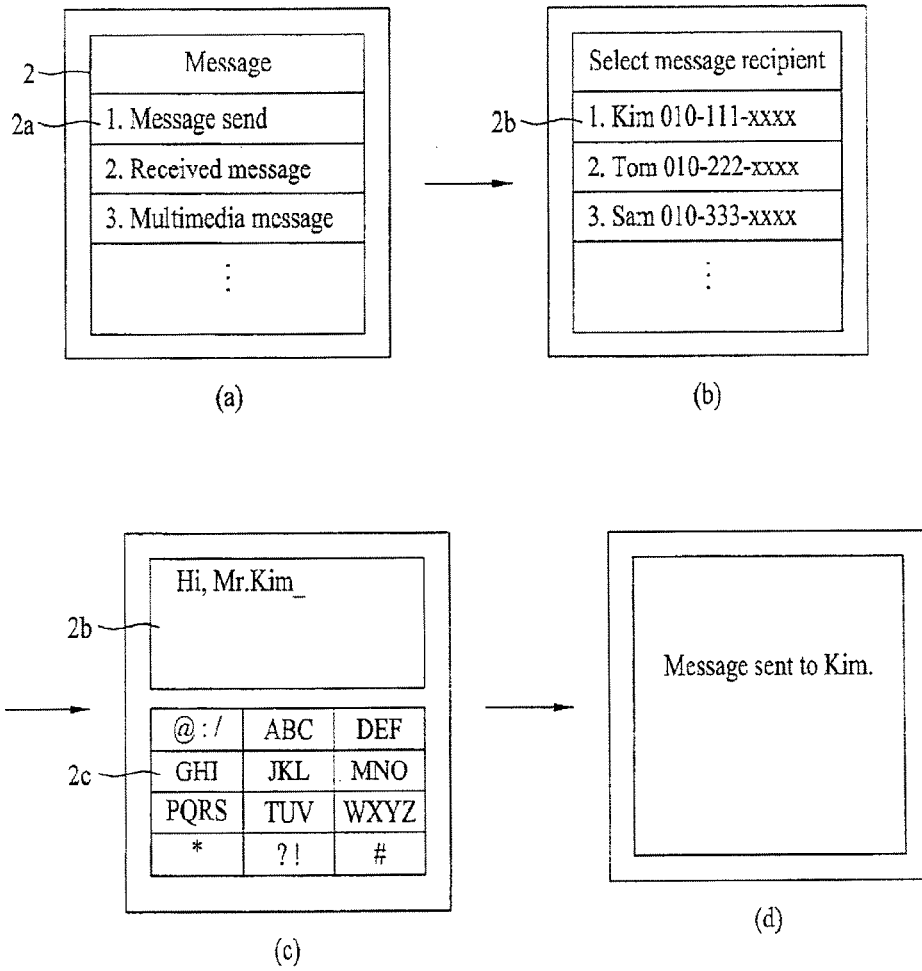 Message
2
2a
1. Message send
2. Received message
3. Multimedia message
(a)
Select message recipient
2b
1. Kim 010-111-xxxx
2. Tom 010-222-xxxx
3. Sam 010-333-xxxx
(b)
Hi, Mr.Kim_
2b
@ : / ABC DEF
2c
GHI JKL MNO
PQRS TUV WXYZ
* ? ! #
(c)
Message sent to Kim.
(d)